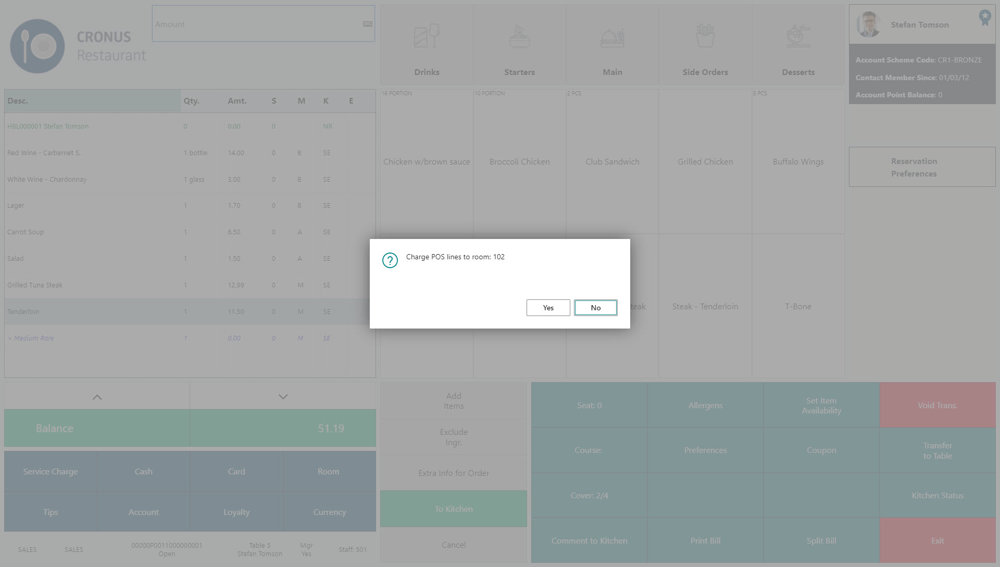 CRONUS
Restaurant
Amount
Drinks
Starters
Main
Side Orders
Desserts
Stefan Tomson
Account Scheme Code: CR1-BRONZE
Contact Member Since: 01/03/12
Account Point Balance: 0
Desc. Qty. Amt. S M K E
HBL000001 Stefan Tomson 0 0.00 0 NR
Red Wine - Carbernet S. 1 bottle 14.00 0 B SE
White Wine - Chardonnay 1 glass 3.00 0 B SE
Lager 1 1.70 0 B SE
Carrot Soup 1 6.50 0 A SE
Salad 1 1.50 0 A SE
Grilled Tuna Steak 1 12.99 0 M SE
Tenderloin 1 11.50 0 M SE
> Medium Rare 1 0.00 0 M SE
16 PORTION
Chicken w/brown sauce
10 PORTION
Broccoli Chicken
2 PCS
Club Sandwich
Grilled Chicken
5 PCS
Buffalo Wings
Reservation
Preferences
Charge POS lines to room: 102
Yes
No
teak
Steak - Tenderloin
T-Bone
Balance 51.19
Service Charge
Cash
Card
Room
Tips
Account
Loyalty
Currency
Add
Items
Exclude
Ingr.
Extra Info for Order
To Kitchen
Cancel
Seat: 0
Allergens
Set Item
Availability
Void Trans.
Course:
Preferences
Coupon
Transfer
to Table
Cover: 2/4
Kitchen Status
Comment to Kitchen
Print Bill
Split Bill
Exit
SALES
SALES
00000P0011000000001
Open
Table 5
Stefan Tomson
Mgr
Yes
Staff: 501